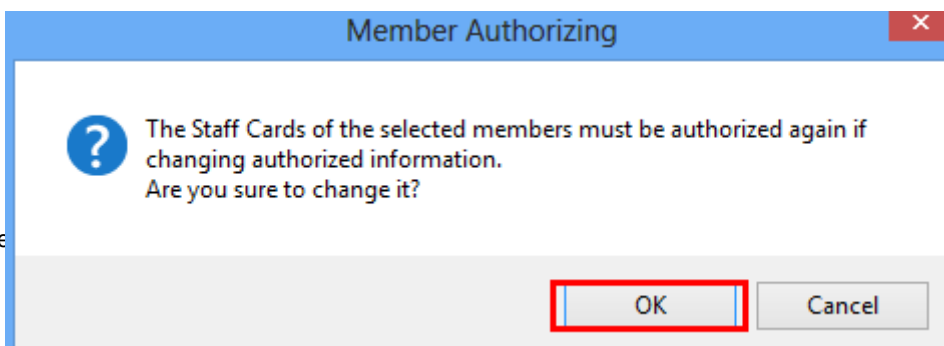 Member Authorizing
The Staff Cards of the selected members must be authorized again if
changing authorized information.
Are you sure to change it?
OK
Cancel